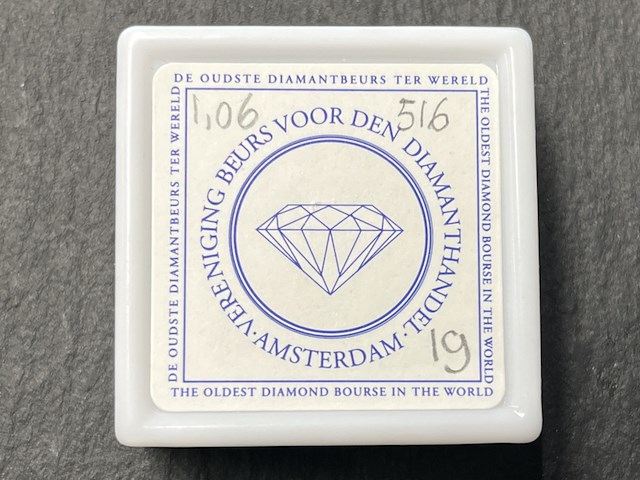 DE OUDSTE DIAMANTBEURS TER WERELD
1,06
516
VERENIGING BEURS VOOR DEN DIAMANTHANDEL
· AMSTERDAM ·
DE OUDSTE DIAMANTBEURS TER WERELD
THE OLDEST DIAMOND BOURSE IN THE WORLD
19
THE OLDEST DIAMOND BOURSE IN THE WORLD